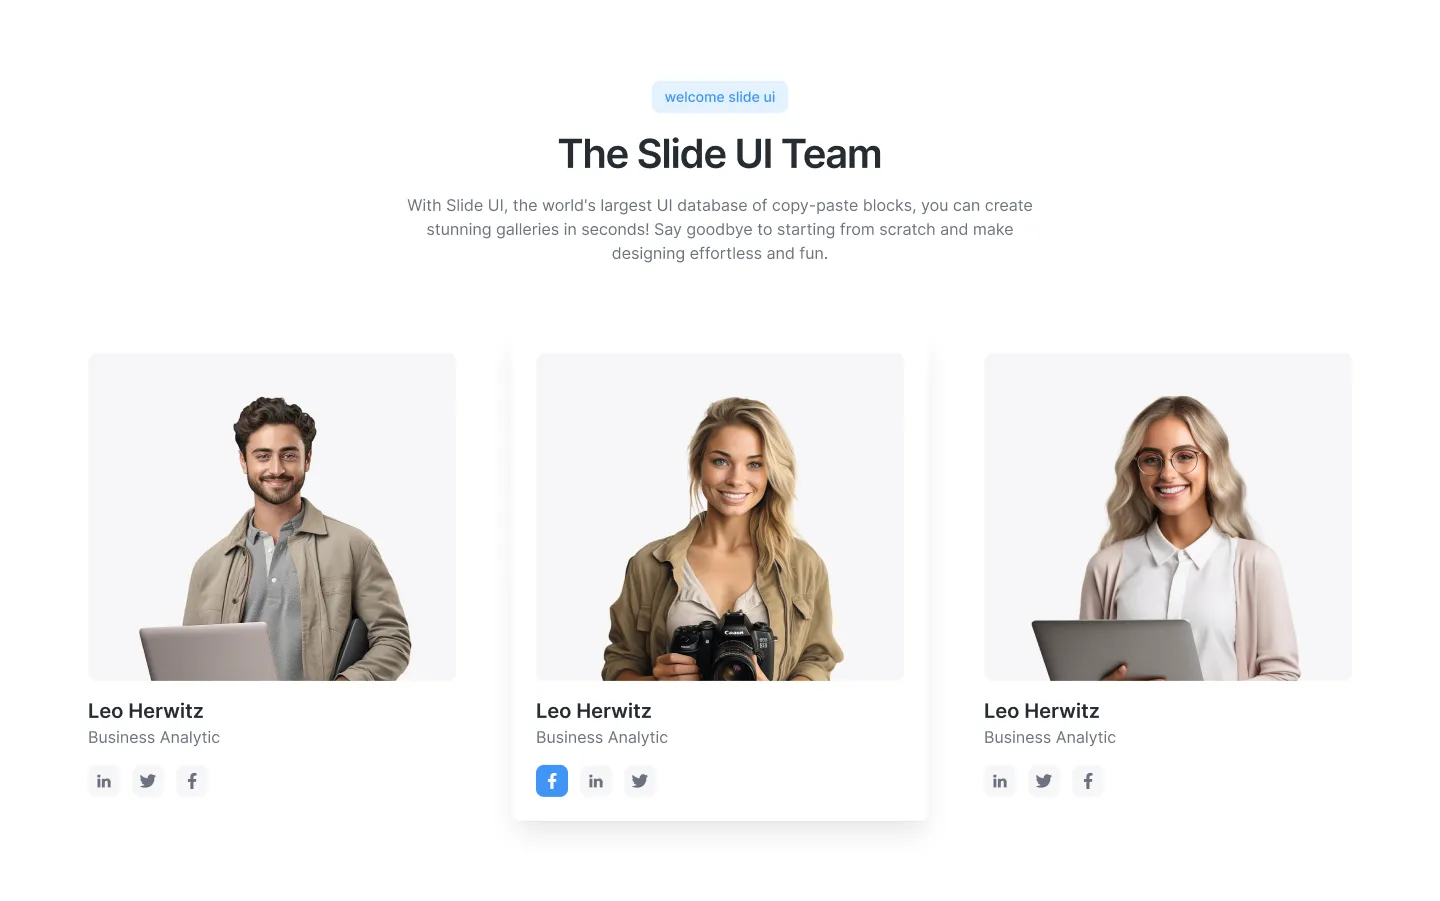 welcome slide ui
The Slide UI Team
With Slide UI, the world's largest UI database of copy-paste blocks, you can create
stunning galleries in seconds! Say goodbye to starting from scratch and make
designing effortless and fun.
Leo Herwitz
Business Analytic
in
f
Leo Herwitz
Business Analytic
f
in
Leo Herwitz
Business Analytic
in
f